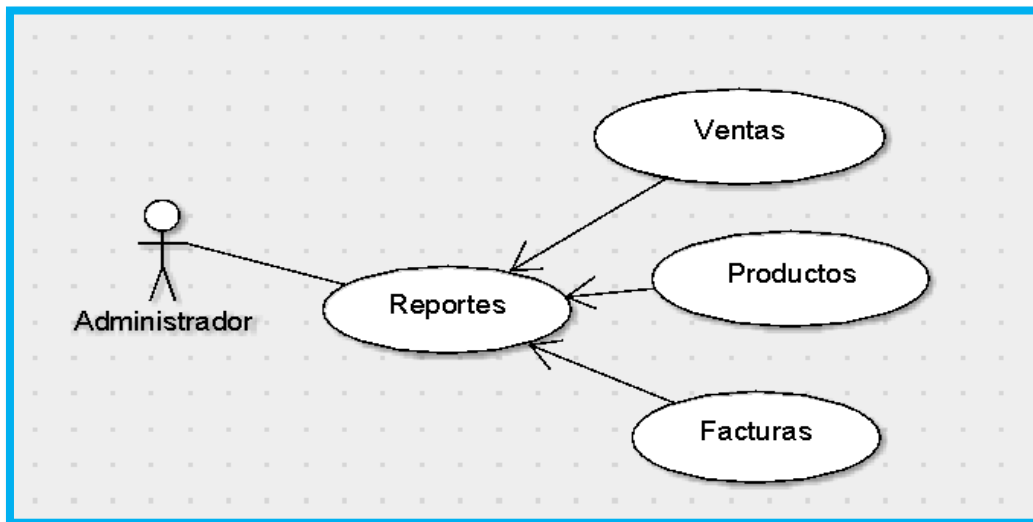 Ventas
Productos
Reportes
Administrador
Facturas